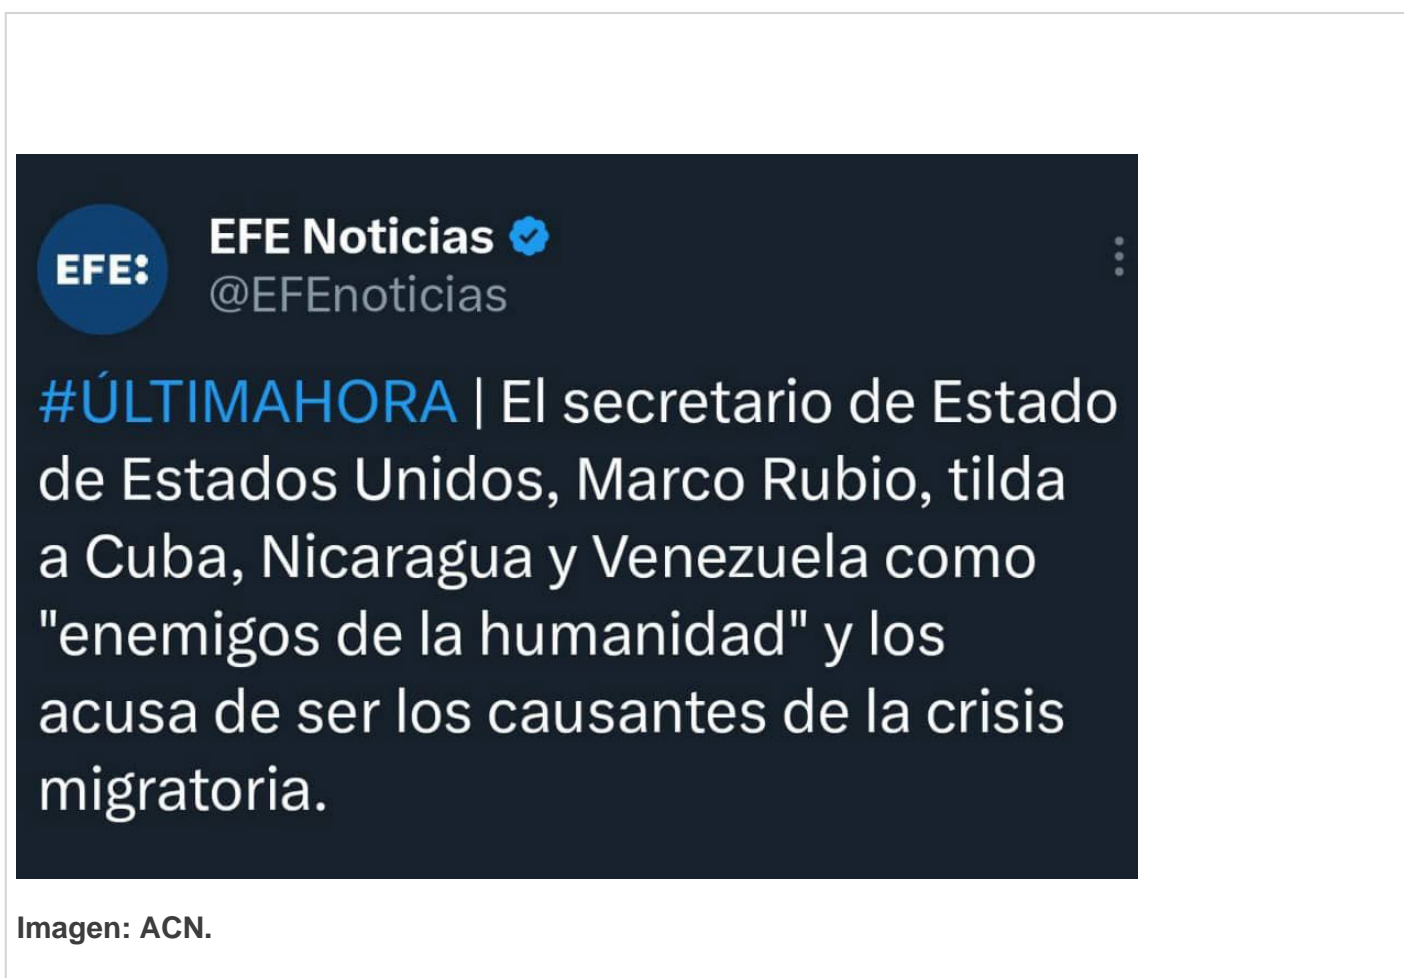 EFE:
EFE Noticias
@EFEnoticias
#ÚLTIMAHORA | El secretario de Estado
de Estados Unidos, Marco Rubio, tilda
a Cuba, Nicaragua y Venezuela como
"enemigos de la humanidad" y los
acusa de ser los causantes de la crisis
migratoria.
Imagen: ACN.